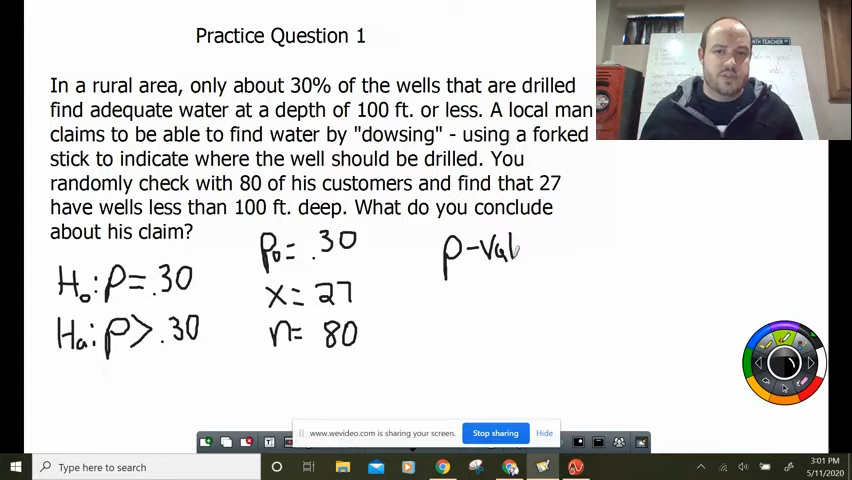 Practice Question 1
In a rural area, only about 30% of the wells that are drilled
find adequate water at a depth of 100 ft. or less. A local man
claims to be able to find water by "dowsing" - using a forked
stick to indicate where the well should be drilled. You
randomly check with 80 of his customers and find that 27
have wells less than 100 ft. deep. What do you conclude
about his claim?
H₀: p = .30
Hₐ: p > .30
p₀ = .30
x = 27
n = 80
p-val
www.wevideo.com is sharing your screen. Stop sharing Hide
Type here to search
3:01 PM
5/11/2020